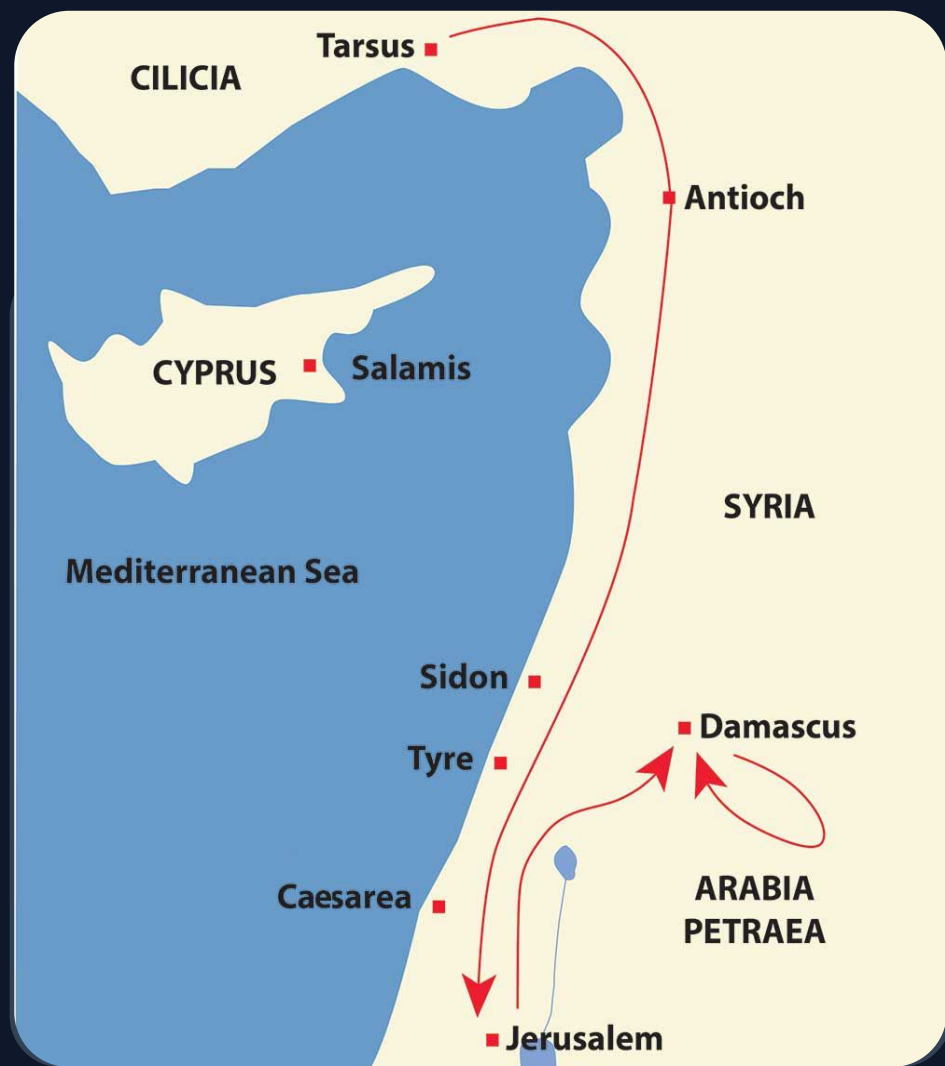 Tarsus
CILICIA
Antioch
CYPRUS
Salamis
SYRIA
Mediterranean Sea
Sidon
Damascus
Tyre
Caesarea
ARABIA
PETRAEA
Jerusalem